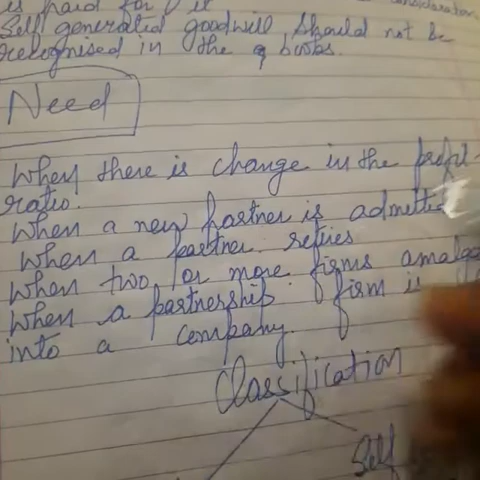 is paid for it
Self generated goodwill should not be
recognised in the books.
Need
When there is change in the profit
ratio.
When a new partner is admitted
When a partner retires
When two or more firms
When a partnership firm is
into a company.
Classification
Self